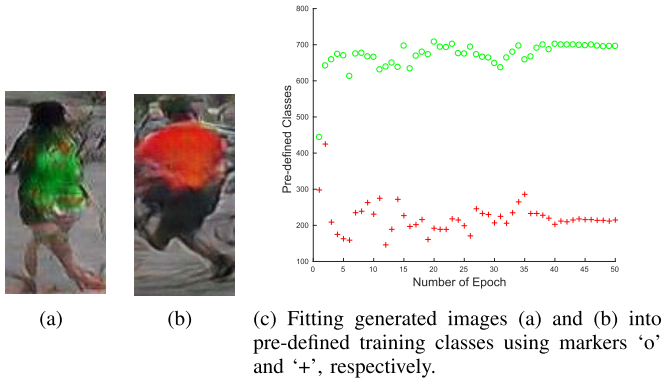 800
700
600
500
400
300
200
100
Pre-defined Classes
0 5 10 15 20 25 30 35 40 45 50
Number of Epoch
(a)
(b)
(c) Fitting generated images (a) and (b) into
pre-defined training classes using markers ‘o’
and ‘+’, respectively.